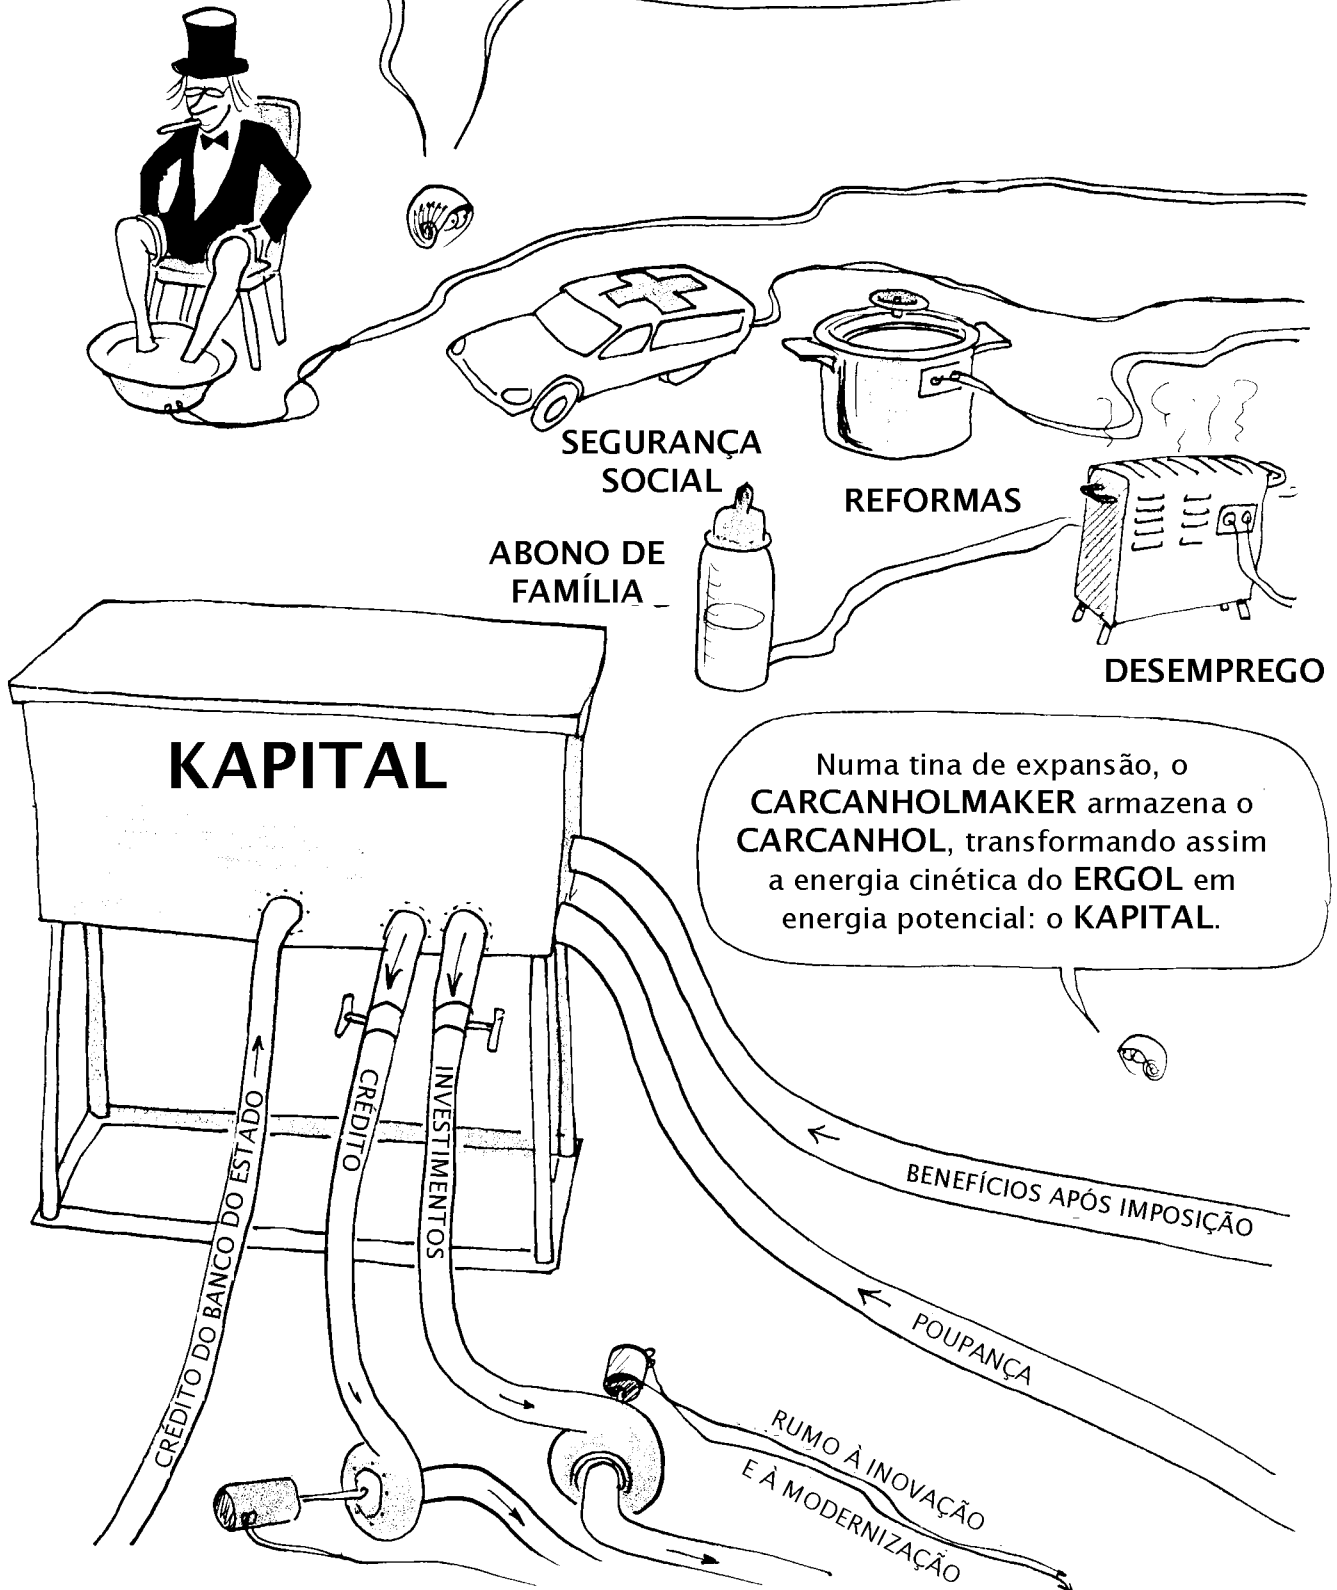 SEGURANÇA
SOCIAL
REFORMAS
ABONO DE
FAMÍLIA
DESEMPREGO
KAPITAL
Numa tina de expansão, o
CARCANHOLMAKER armazena o
CARCANHOL, transformando assim
a energia cinética do ERGOL em
energia potencial: o KAPITAL.
CRÉDITO DO BANCO DO ESTADO
CRÉDITO
INVESTIMENTOS
BENEFÍCIOS APÓS IMPOSIÇÃO
POUPANÇA
RUMO À INOVAÇÃO
E À MODERNIZAÇÃO